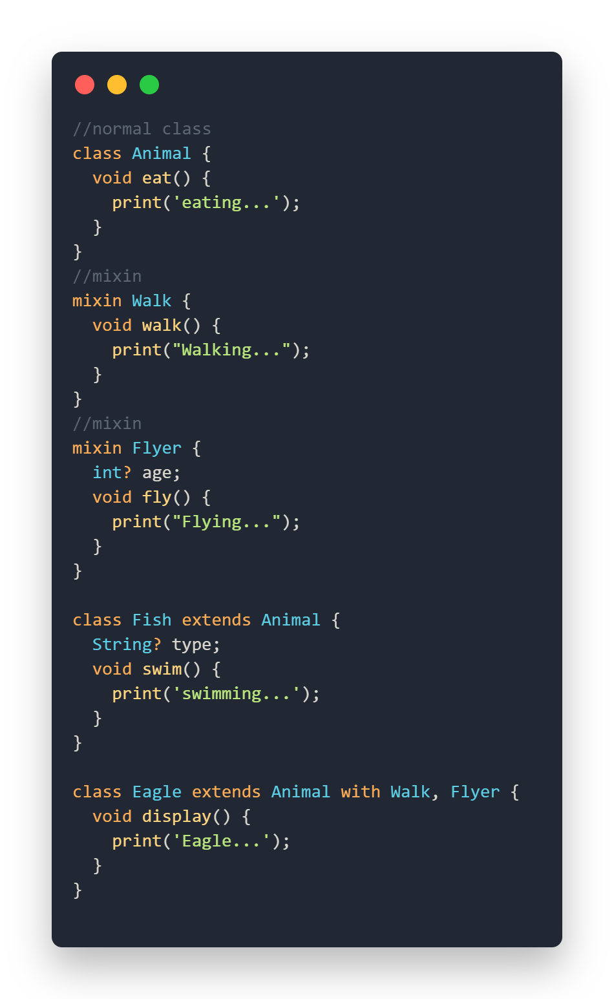 //normal class
class Animal {
  void eat() {
    print('eating...');
  }
}
//mixin
mixin Walk {
  void walk() {
    print("Walking...");
  }
}
//mixin
mixin Flyer {
  int? age;
  void fly() {
    print("Flying...");
  }
}

class Fish extends Animal {
  String? type;
  void swim() {
    print('swimming...');
  }
}

class Eagle extends Animal with Walk, Flyer {
  void display() {
    print('Eagle...');
  }
}